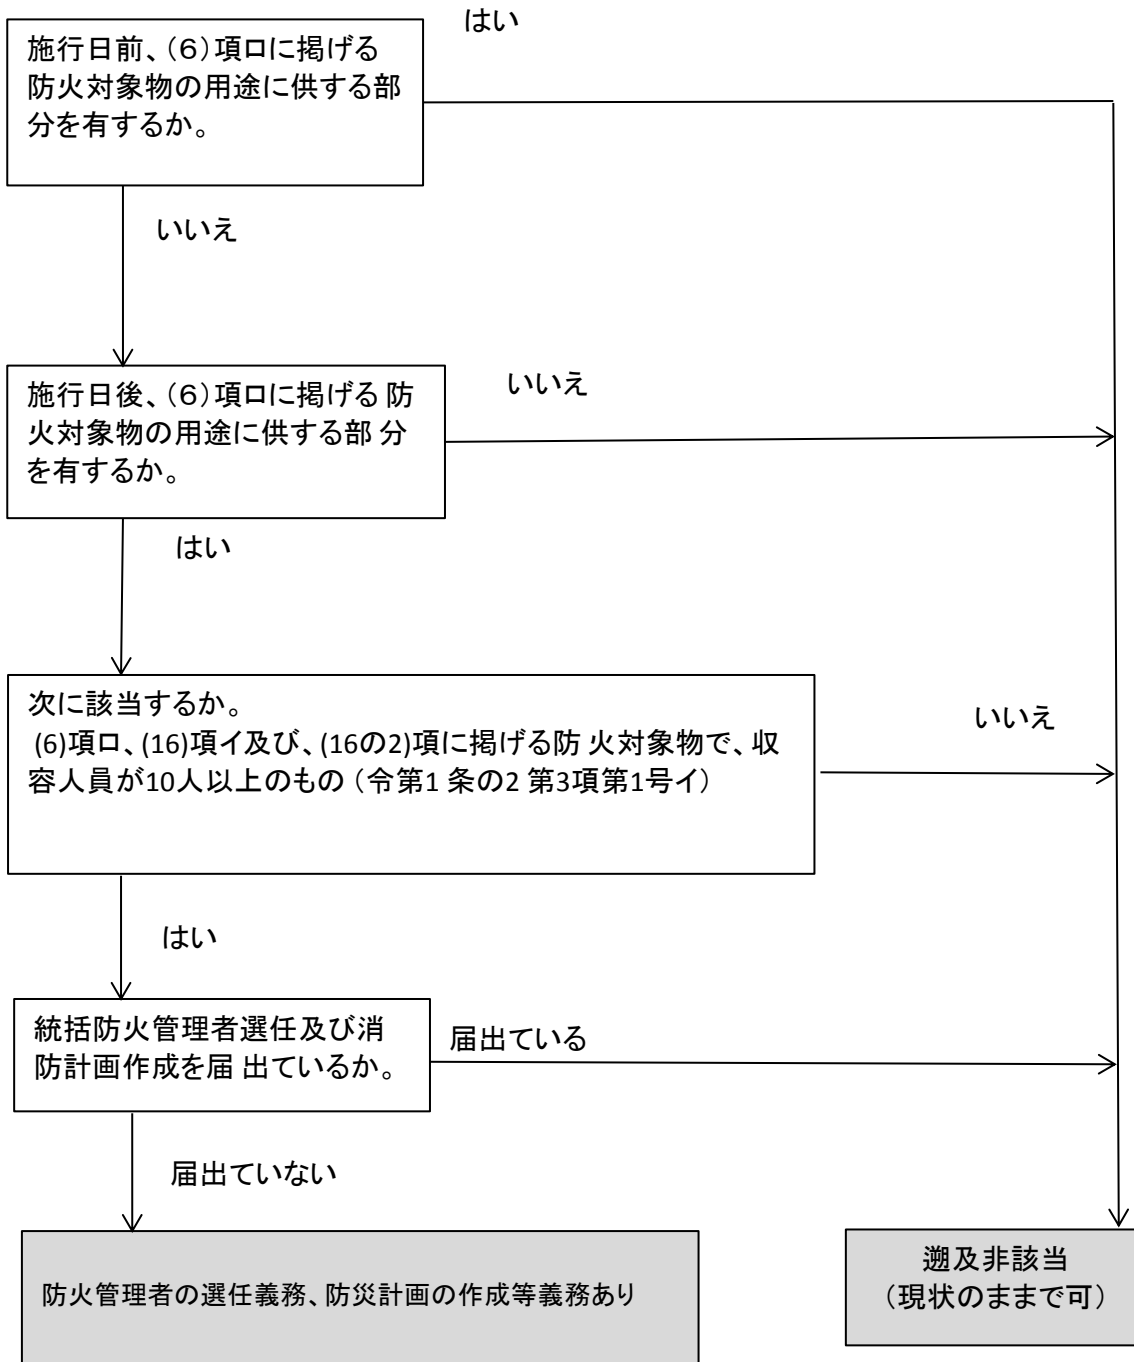 はい
施行日前、（６）項ロに掲げる
防火対象物の用途に供する部
分を有するか。
いいえ
施行日後、（６）項ロに掲げる 防
火対象物の用途に供する部 分
を有するか。
いいえ
はい
次に該当するか。
(6)項ロ、(16)項イ及び、(16の2)項に掲げる防 火対象物で、収
容人員が10人以上のもの（令第1 条の2 第3項第1号イ）
いいえ
はい
統括防火管理者選任及び消
防計画作成を届 出ているか。
届出ている
届出ていない
防火管理者の選任義務、防災計画の作成等義務あり
遡及非該当
（現状のままで可）